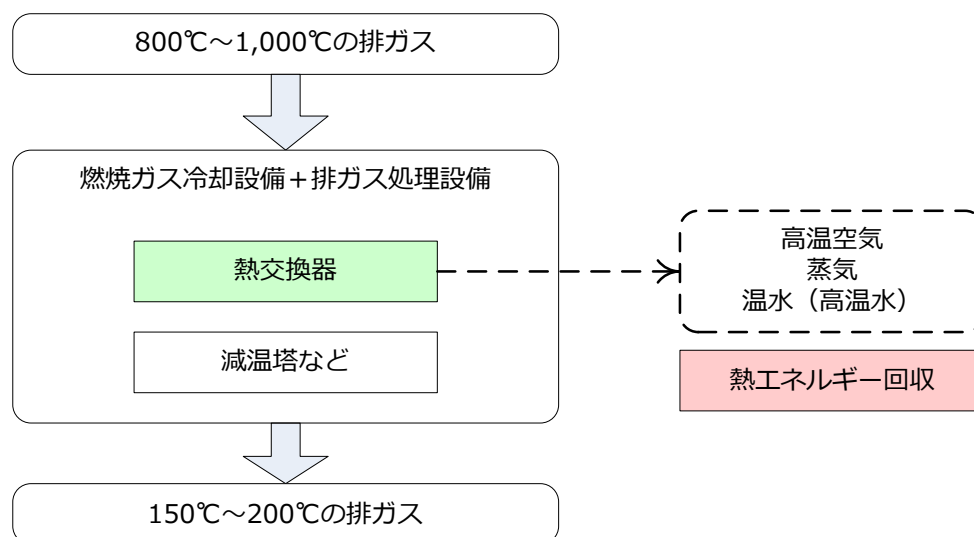 800℃～1,000℃の排ガス
燃焼ガス冷却設備＋排ガス処理設備
熱交換器
減温塔など
高温空気
蒸気
温水（高温水）
熱エネルギー回収
150℃～200℃の排ガス